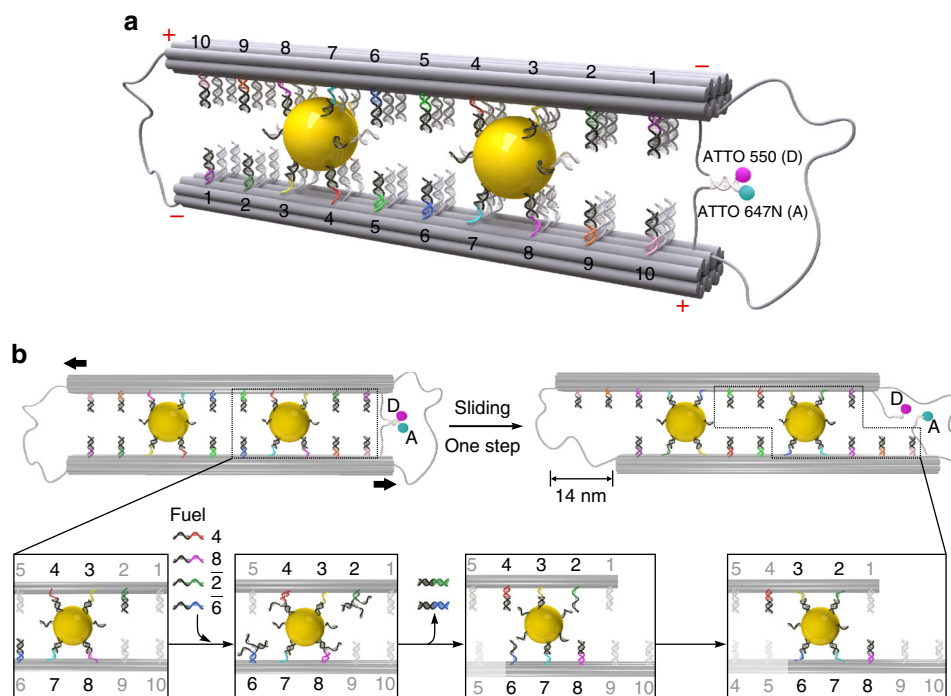 a
+
10 9 8 7 6 5 4 3 2 1
−
ATTO 550 (D)
ATTO 647N (A)
−
1 2 3 4 5 6 7 8 9 10
+
b
D
A
Sliding
One step
D
A
14 nm
Fuel
4
8
2̅
6̅
5 4 3 2 1
6 7 8 9 10
5 4 3 2 1
6 7 8 9 10
5 4 3 2 1
5 6 7 8 9 10
5 4 3 2 1
4 5 6 7 8 9 10